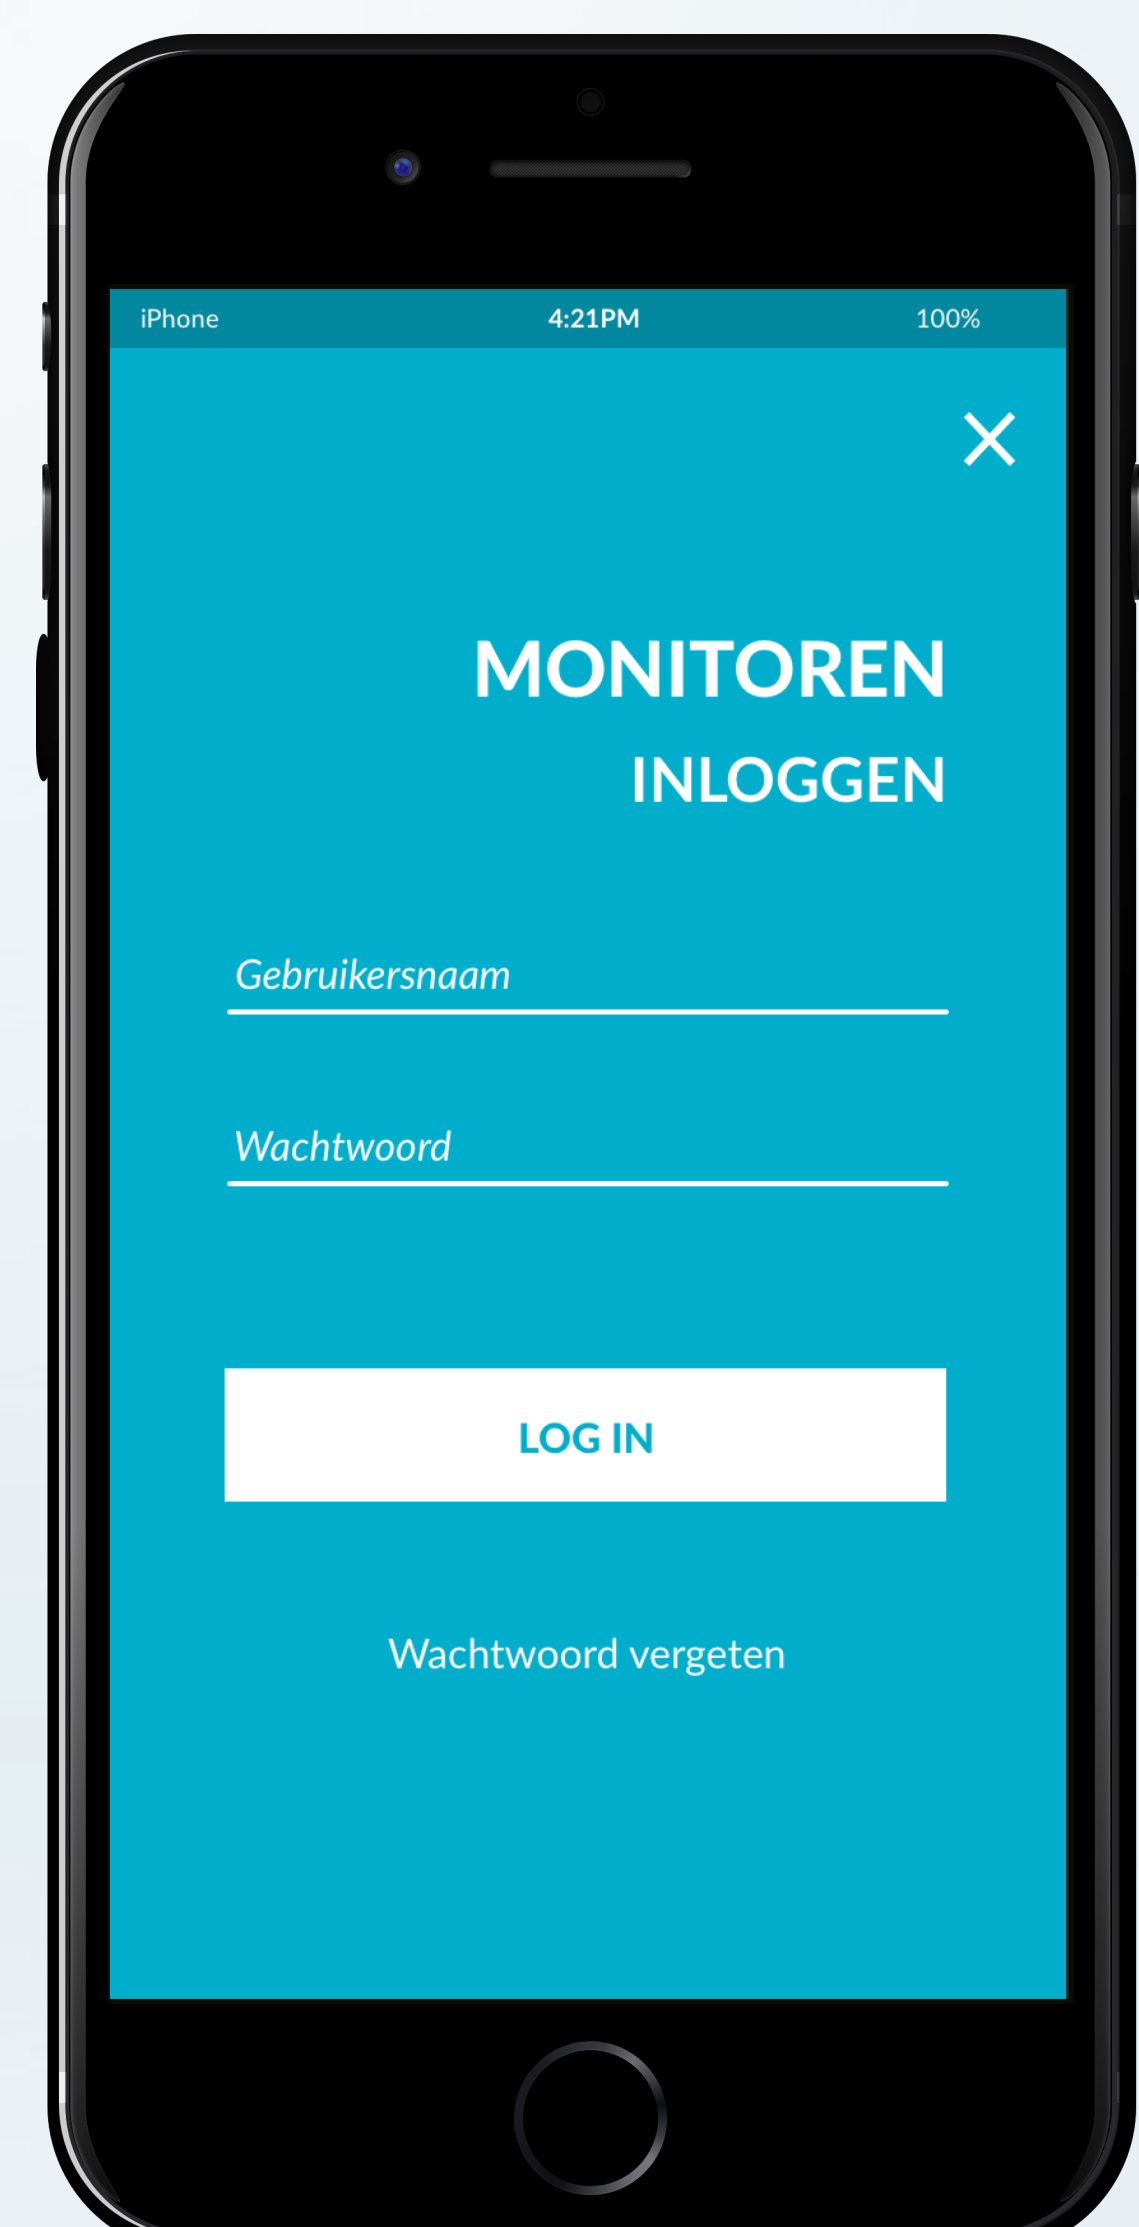 iPhone 4:21PM 100%
MONITOREN
INLOGGEN
Gebruikersnaam
Wachtwoord
LOG IN
Wachtwoord vergeten